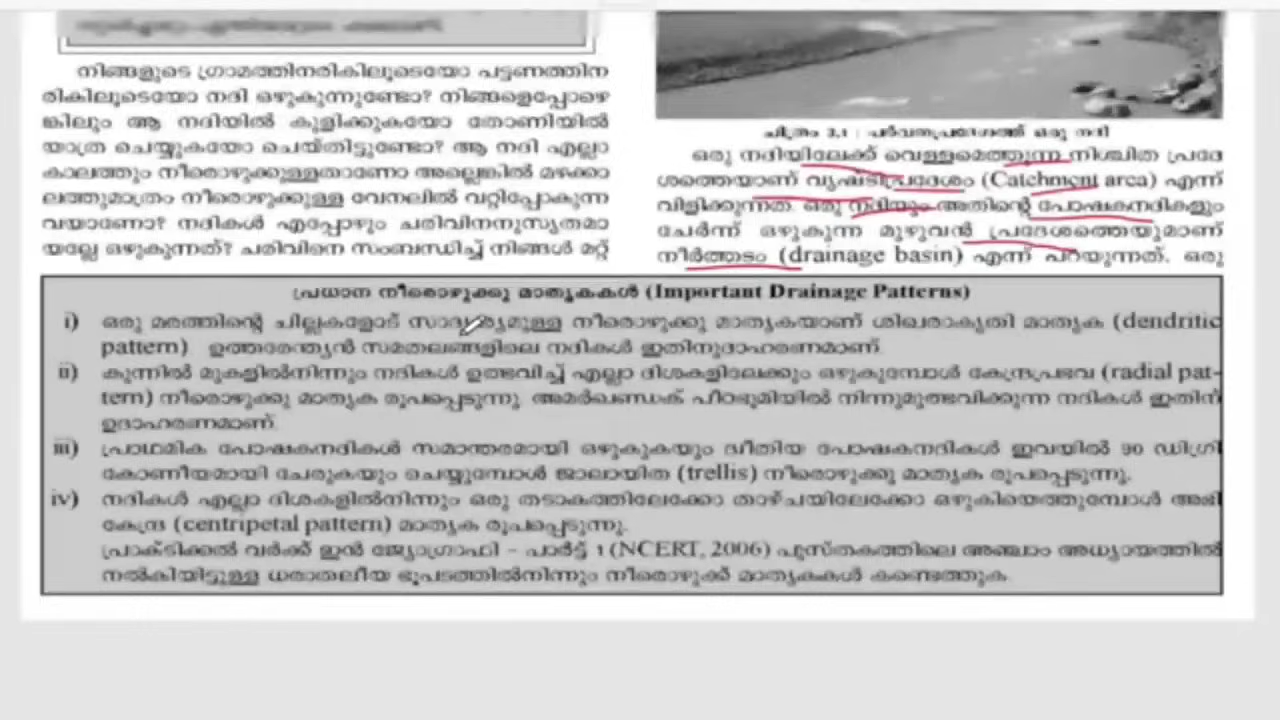 നിങ്ങളുടെ ഗ്രാമത്തിനരികിലൂടെയോ പട്ടണത്തിന
രികിലൂടെയോ നദി ഒഴുകുന്നുണ്ടോ? നിങ്ങളെപ്പോഴെ
ങ്കിലും ആ നദിയിൽ കുളിക്കുകയോ തോണിയിൽ
യാത്ര ചെയ്യുകയോ ചെയ്തിട്ടുണ്ടോ? ആ നദി എല്ലാ
കാലത്തും നീരൊഴുക്കുള്ളതാണോ അല്ലെങ്കിൽ മഴക്കാ
ലത്തുമാത്രം നീരൊഴുക്കുള്ള വേനലിൽ വറ്റിപ്പോകുന്ന
വയാണോ? നദികൾ എപ്പോഴും ചരിവിനനുസൃതമാ
യല്ലേ ഒഴുകുന്നത്? ചരിവിനെ സംബന്ധിച്ച് നിങ്ങൾ മറ്റ്
ചിത്രം 3.1 : പർവതപ്രദേശത്ത് ഒരു നദി
ഒരു നദിയിലേക്ക് വെള്ളമെത്തുന്ന നിശ്ചിത പ്രദേ
ശത്തെയാണ് വൃഷ്ടിപ്രദേശം (Catchment area) എന്ന്
വിളിക്കുന്നത്. ഒരു നദിയും അതിന്റെ പോഷകനദികളും
ചേർന്ന് ഒഴുകുന്ന മുഴുവൻ പ്രദേശത്തെയുമാണ്
നീർത്തടം (drainage basin) എന്ന് പറയുന്നത്. ഒരു
പ്രധാന നീരൊഴുക്കു മാതൃകകൾ (Important Drainage Patterns)
i) ഒരു മരത്തിന്റെ ചില്ലകളോട് സാദൃശ്യമുള്ള നീരൊഴുക്കു മാതൃകയാണ് ശിഖരാകൃതി മാതൃക (dendritic
pattern) ഉത്തരേന്ത്യൻ സമതലങ്ങളിലെ നദികൾ ഇതിനുദാഹരണമാണ്.
ii) കുന്നിൽ മുകളിൽനിന്നും നദികൾ ഉത്ഭവിച്ച് എല്ലാ ദിശകളിലേക്കും ഒഴുകുമ്പോൾ കേന്ദ്രപ്രഭവ (radial pat-
tern) നീരൊഴുക്കു മാതൃക രൂപപ്പെടുന്നു. അമർഖണ്ഡക് പീഠഭൂമിയിൽ നിന്നുമുത്ഭവിക്കുന്ന നദികൾ ഇതിന്
ഉദാഹരണമാണ്.
iii) പ്രാഥമിക പോഷകനദികൾ സമാന്തരമായി ഒഴുകുകയും ദ്വിതീയ പോഷകനദികൾ ഇവയിൽ 90 ഡിഗ്രി
കോണീയമായി ചേരുകയും ചെയ്യുമ്പോൾ ജാലായിത (trellis) നീരൊഴുക്കു മാതൃക രൂപപ്പെടുന്നു.
iv) നദികൾ എല്ലാ ദിശകളിൽനിന്നും ഒരു തടാകത്തിലേക്കോ താഴ്ചയിലേക്കോ ഒഴുകിയെത്തുമ്പോൾ അഭി
കേന്ദ്ര (centripetal pattern) മാതൃക രൂപപ്പെടുന്നു.
പ്രാക്ടിക്കൽ വർക്ക് ഇൻ ജ്യോഗ്രഫി – പാർട്ട് 1 (NCERT, 2006) പുസ്തകത്തിലെ അഞ്ചാം അധ്യായത്തിൽ
നൽകിയിട്ടുള്ള ധരാതലീയ ഭൂപടത്തിൽനിന്നും നീരൊഴുക്ക് മാതൃകകൾ കണ്ടെത്തുക.